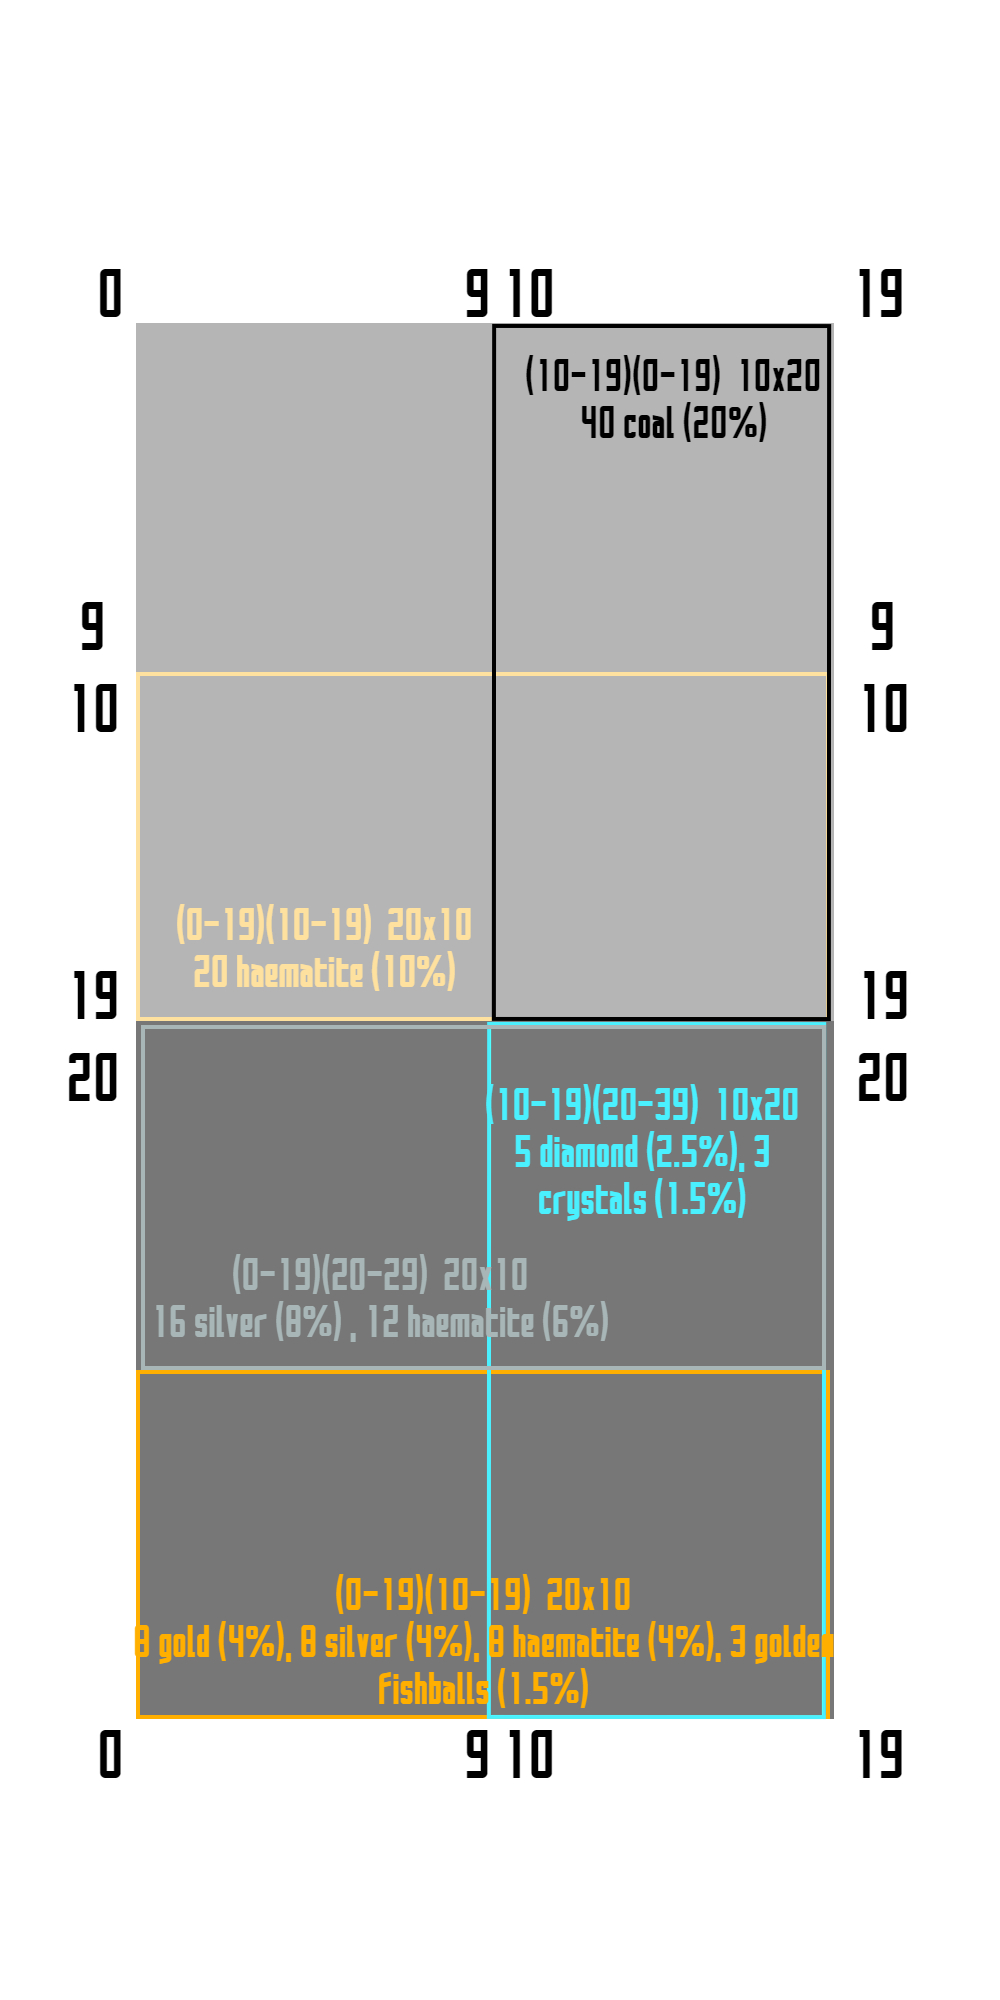 0 9 10 19
(10-19)(0-19) 10x20
40 coal (20%)
9 9
10 10
(0-19)(10-19) 20x10
20 haematite (10%)
19 19
20 20
(10-19)(20-39) 10x20
5 diamond (2.5%), 3
crystals (1.5%)
(0-19)(20-29) 20x10
16 silver (8%) , 12 haematite (6%)
(0-19)(10-19) 20x10
8 gold (4%), 8 silver (4%), 8 haematite (4%), 3 golden
Fishballs (1.5%)
0 9 10 19